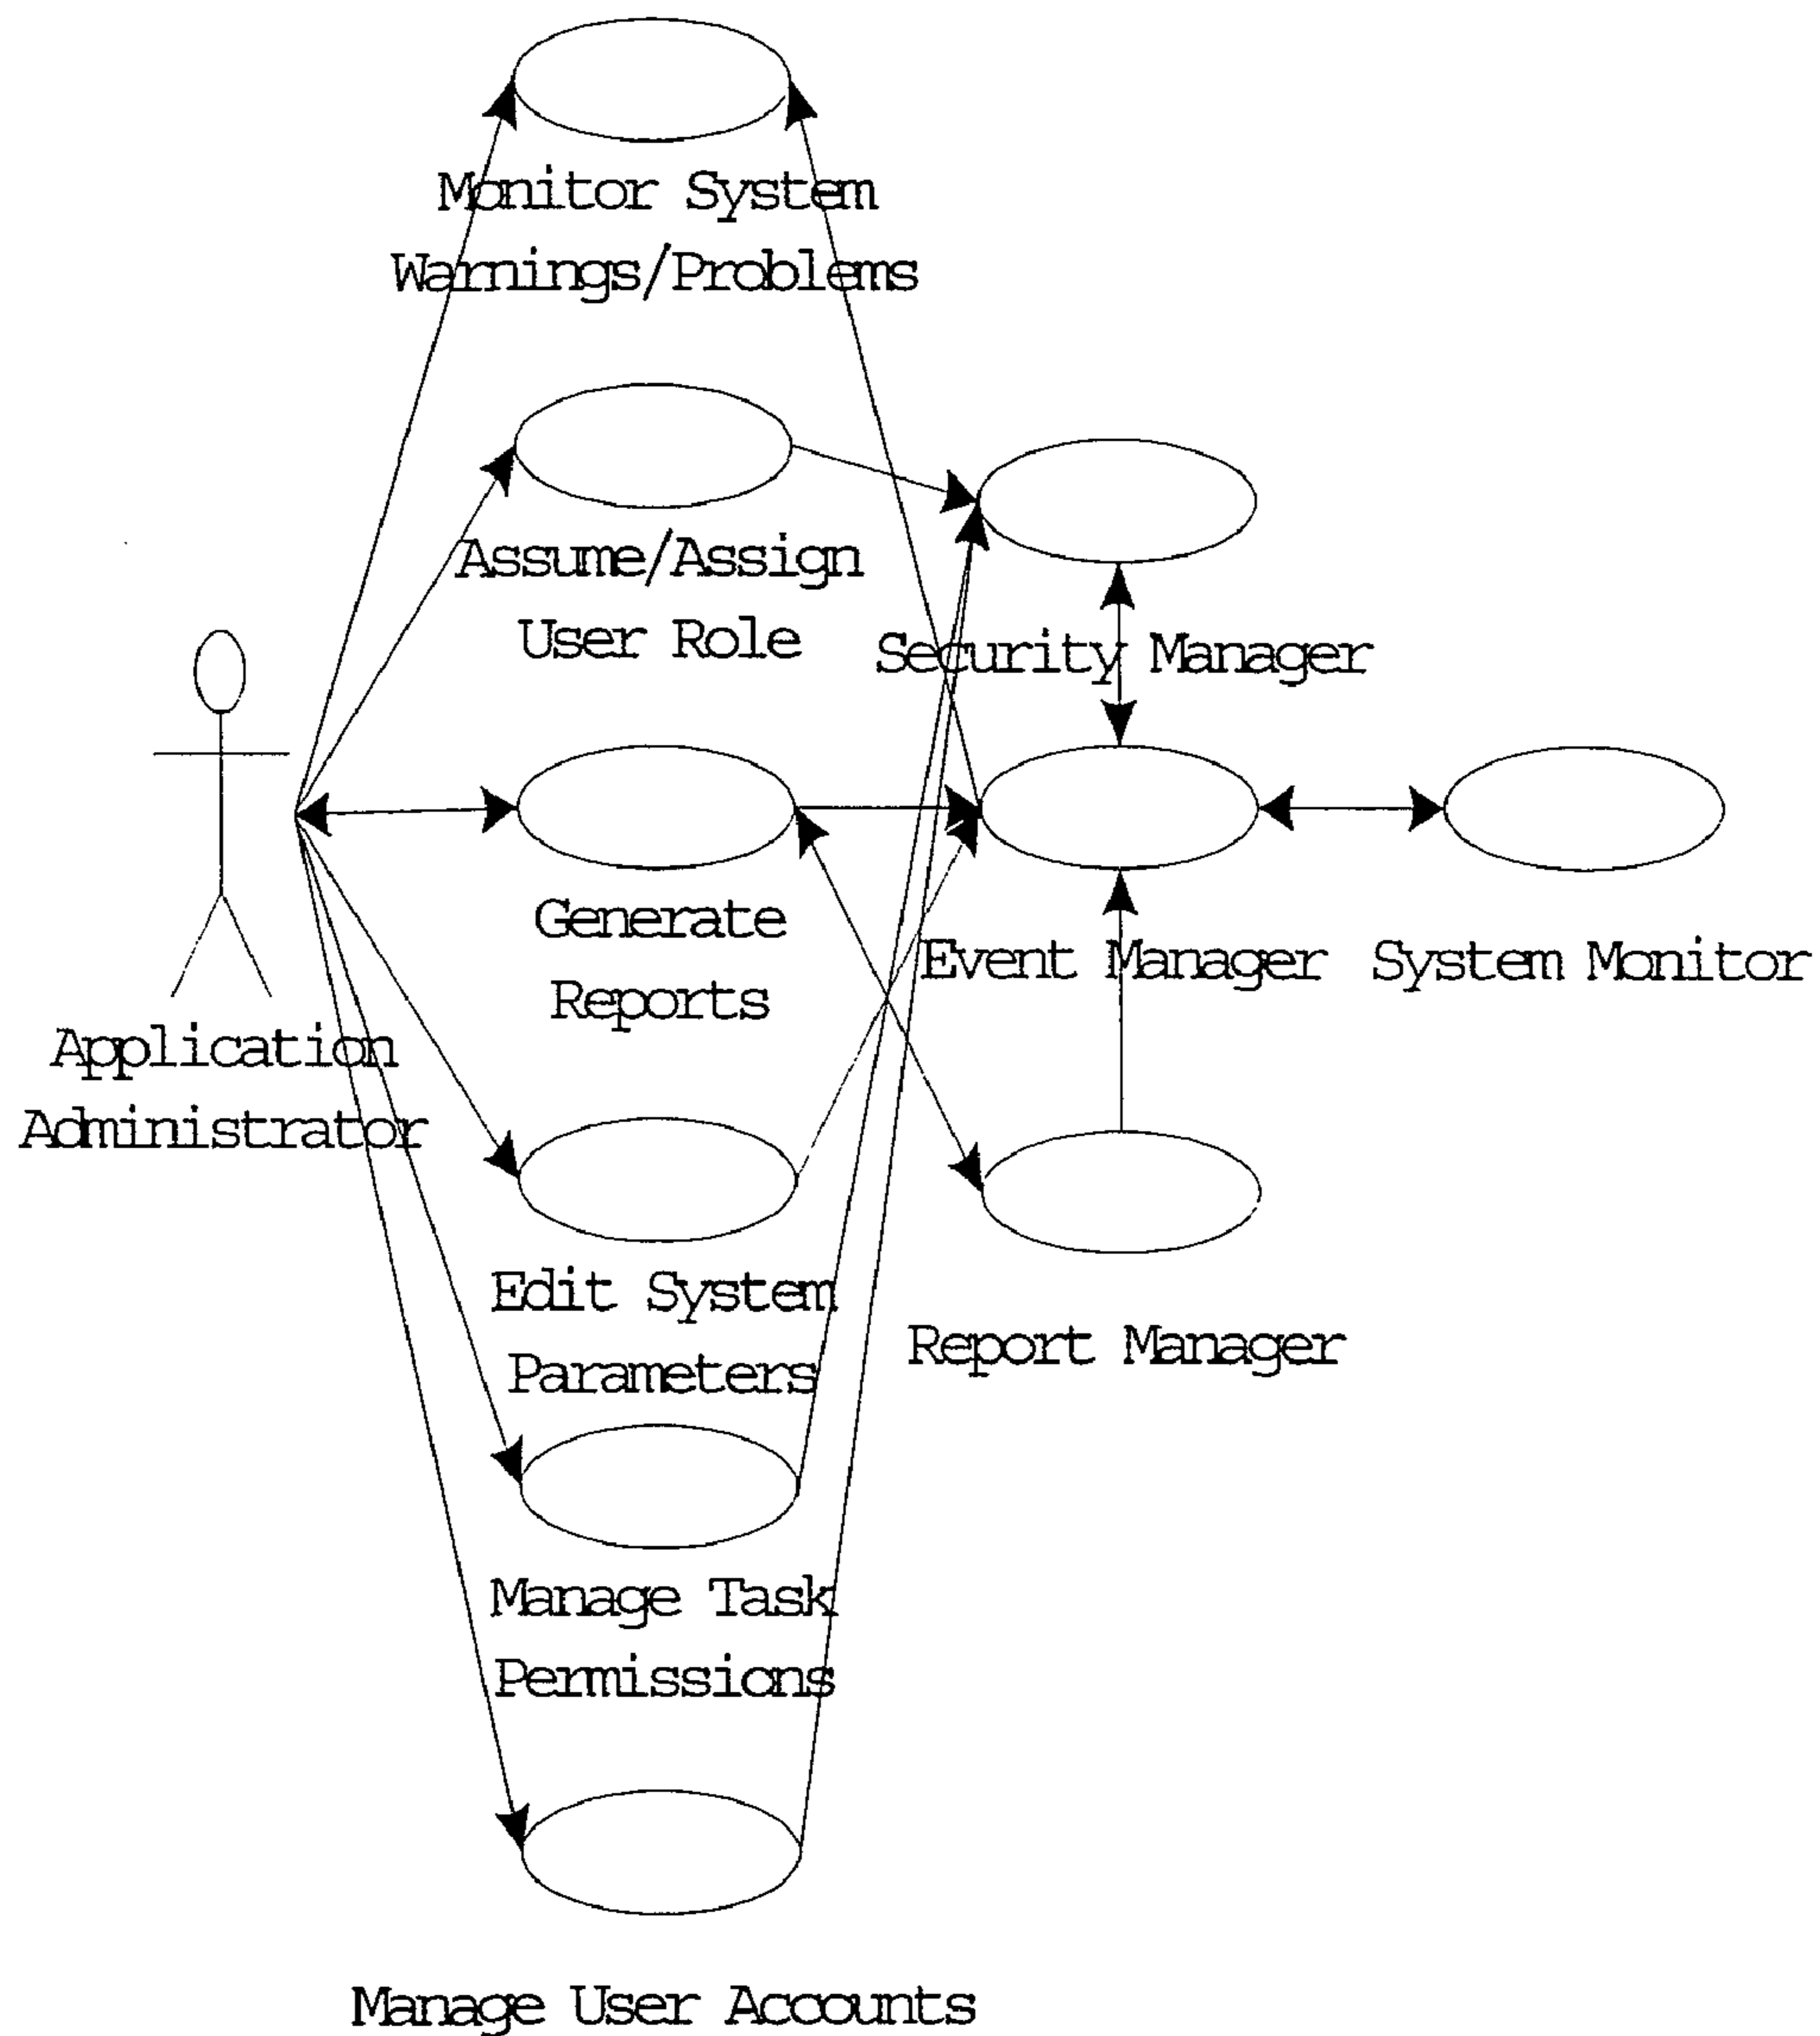 Monitor System
Warnings/Problems
Assume/Assign
User Role
Security Manager
Generate
Reports
Event Manager
System Monitor
Application
Administrator
Edit System
Parameters
Report Manager
Manage Task
Permissions
Manage User Accounts